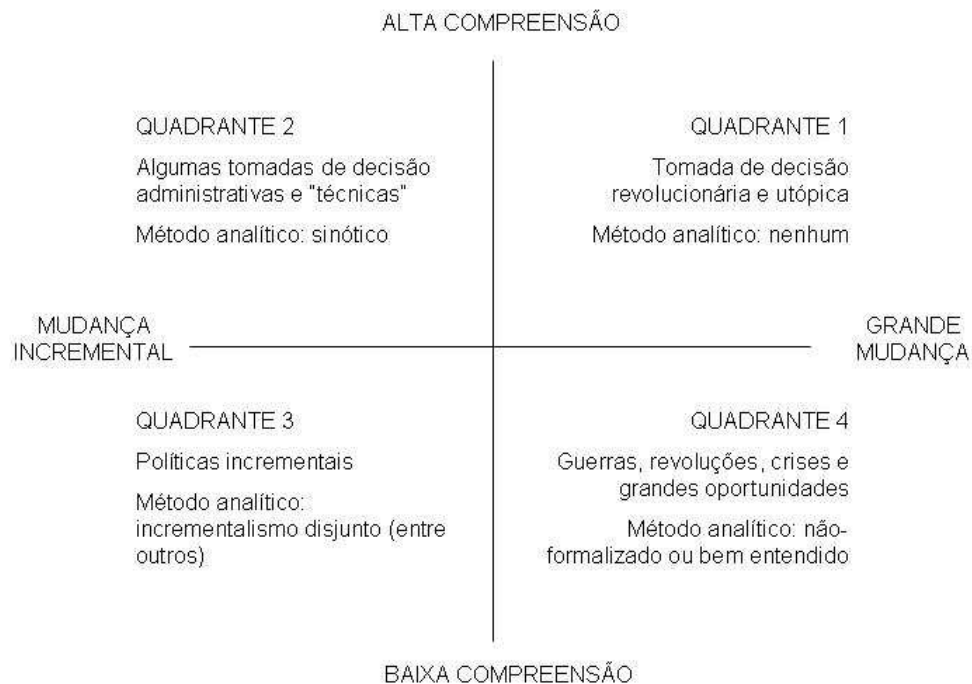 ALTA COMPREENSÃO
QUADRANTE 2
Algumas tomadas de decisão
administrativas e "técnicas"
Método analítico: sinótico
QUADRANTE 1
Tomada de decisão
revolucionária e utópica
Método analítico: nenhum
MUDANÇA
INCREMENTAL
GRANDE
MUDANÇA
QUADRANTE 3
Políticas incrementais
Método analítico:
incrementalismo disjunto (entre
outros)
QUADRANTE 4
Guerras, revoluções, crises e
grandes oportunidades
Método analítico: não-
formalizado ou bem entendido
BAIXA COMPREENSÃO